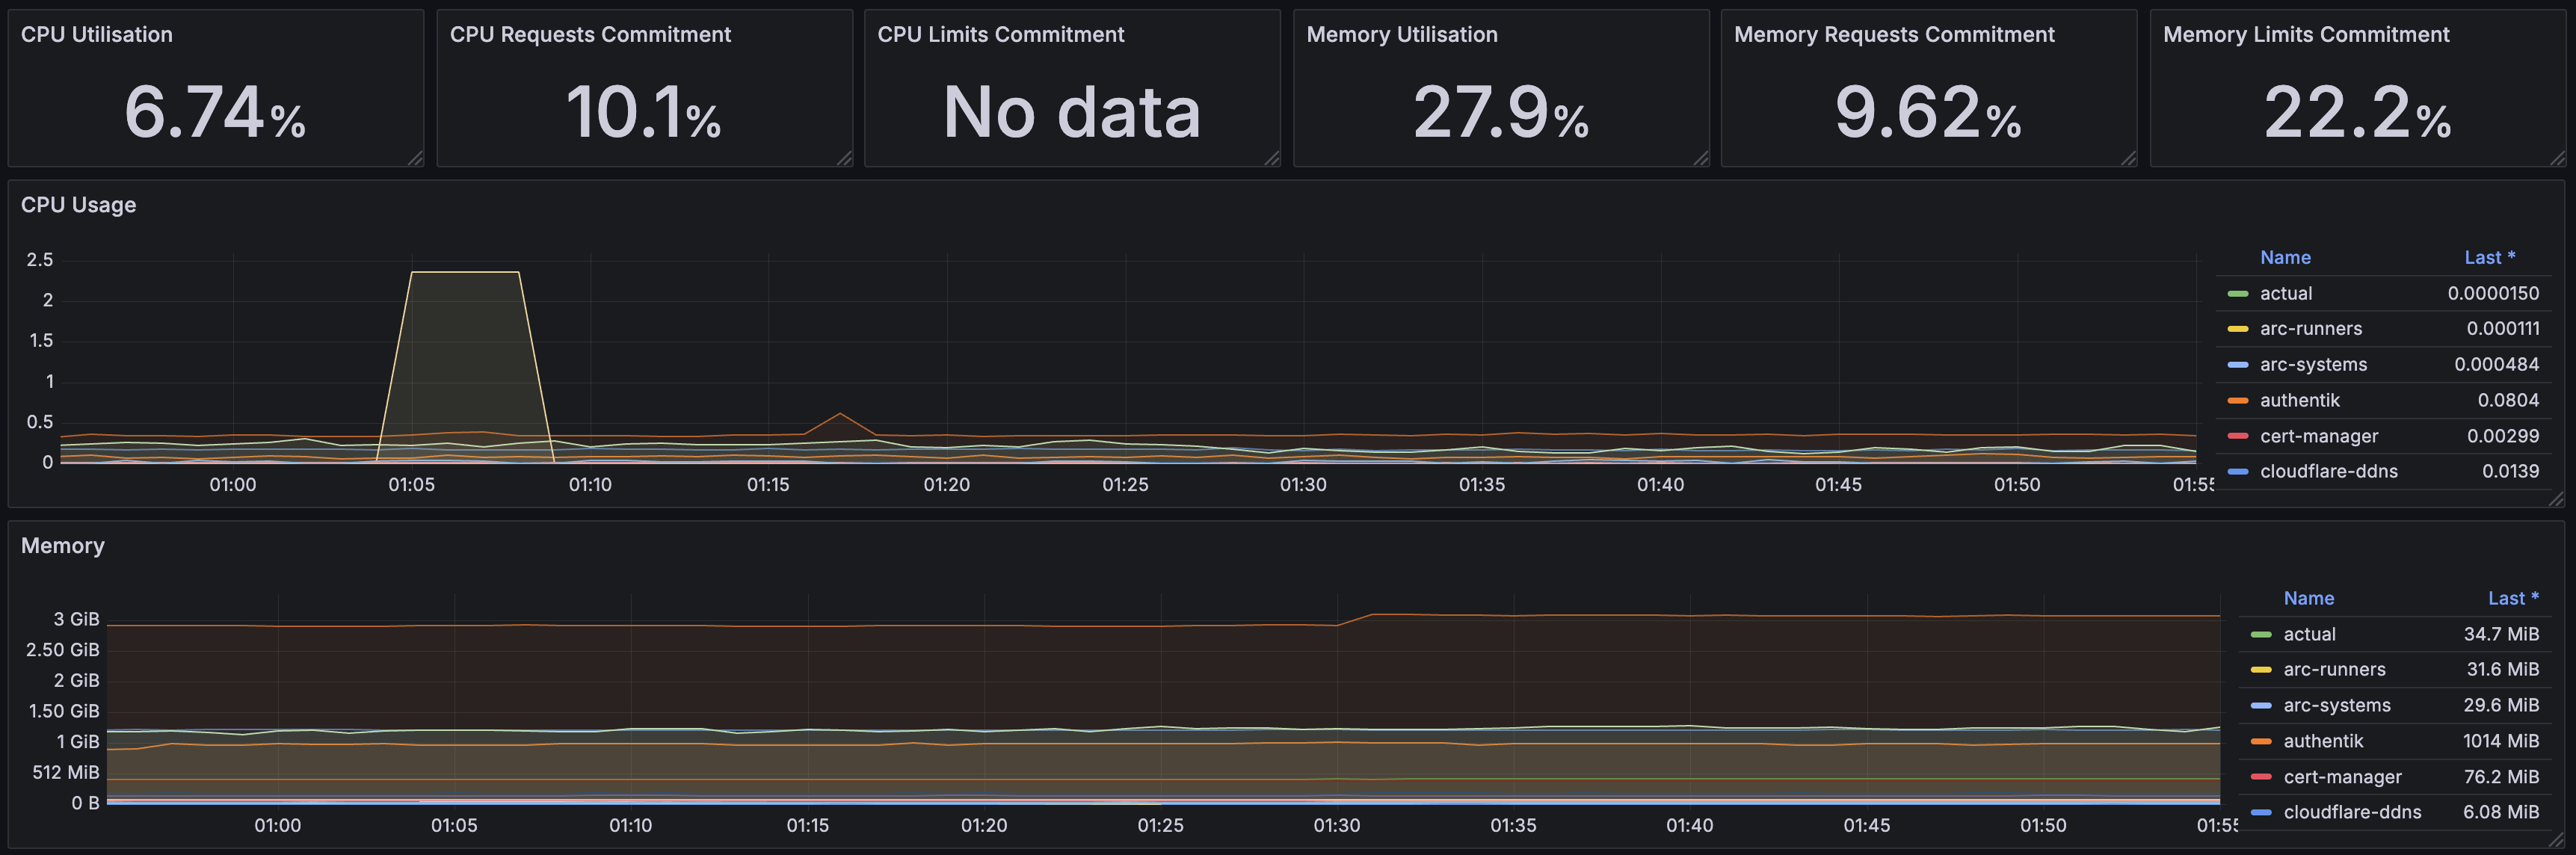 CPU Utilisation
6.74%
CPU Requests Commitment
10.1%
CPU Limits Commitment
No data
Memory Utilisation
27.9%
Memory Requests Commitment
9.62%
Memory Limits Commitment
22.2%
CPU Usage
2.5
2
1.5
1
0.5
0
01:00 01:05 01:10 01:15 01:20 01:25 01:30 01:35 01:40 01:45 01:50 01:55
Name Last *
actual 0.0000150
arc-runners 0.000111
arc-systems 0.000484
authentik 0.0804
cert-manager 0.00299
cloudflare-ddns 0.0139
Memory
3 GiB
2.50 GiB
2 GiB
1.50 GiB
1 GiB
512 MiB
0 B
01:00 01:05 01:10 01:15 01:20 01:25 01:30 01:35 01:40 01:45 01:50 01:55
Name Last *
actual 34.7 MiB
arc-runners 31.6 MiB
arc-systems 29.6 MiB
authentik 1014 MiB
cert-manager 76.2 MiB
cloudflare-ddns 6.08 MiB